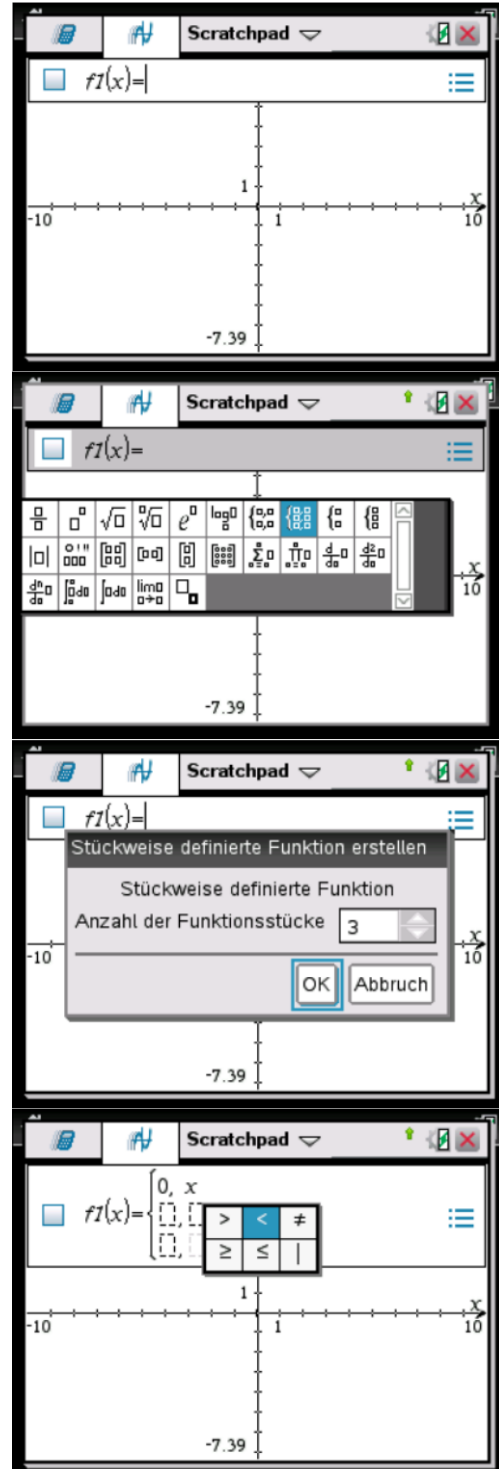 Scratchpad
f1(x)=
1
x
-10
1
10
-7.39
Scratchpad
f1(x)=
x
10
-7.39
Scratchpad
f1(x)=
Stückweise definierte Funktion erstellen
Stückweise definierte Funktion
Anzahl der Funktionsstücke 3
OK Abbruch
x
-10
10
-7.39
Scratchpad
0, x
f1(x)=
> < ≠
≥ ≤ |
1
x
-10
1
10
-7.39